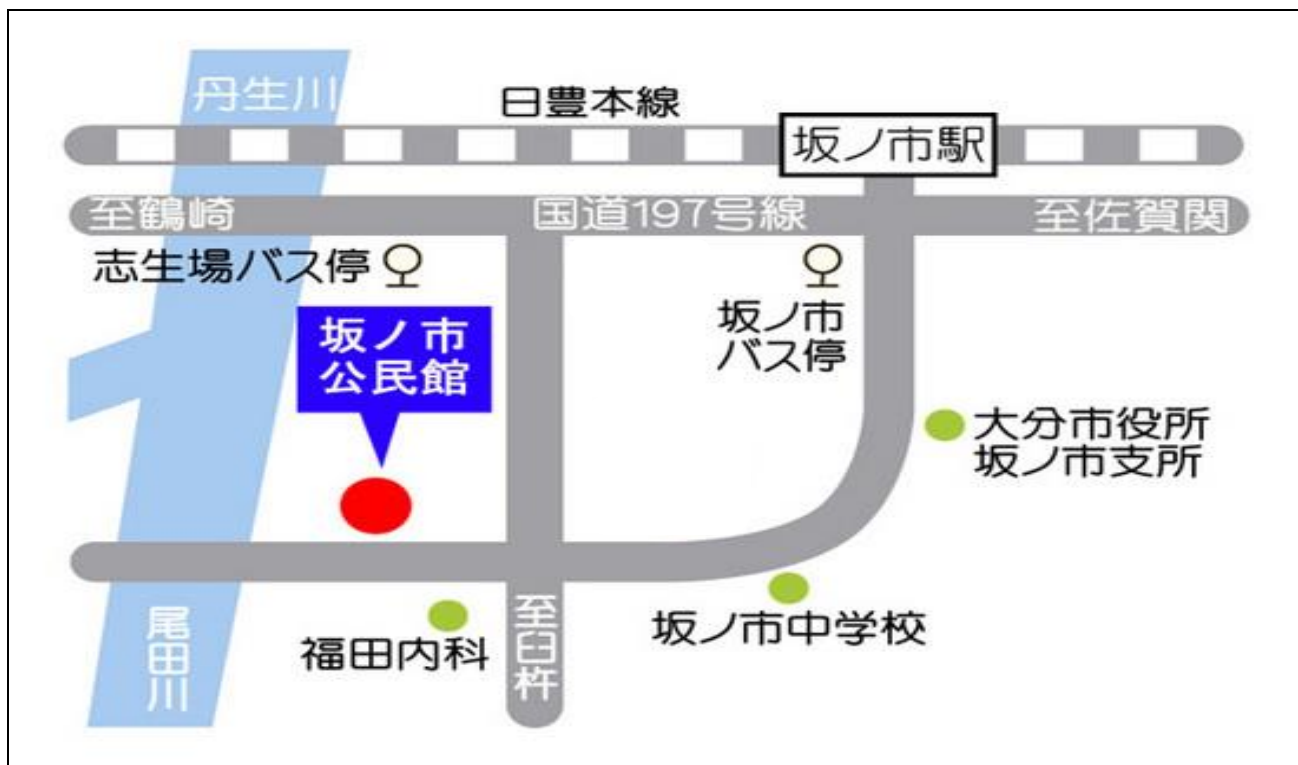 丹生川
日豊本線
坂ノ市駅
至鶴崎
国道197号線
至佐賀関
志生場バス停
坂ノ市
バス停
坂ノ市
公民館
大分市役所
坂ノ市支所
尾田川
福田内科
至臼杵
坂ノ市中学校